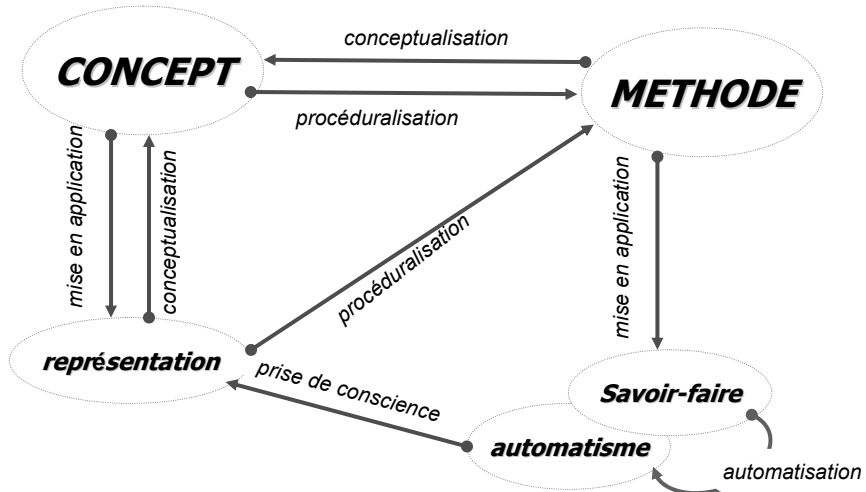 conceptualisation
CONCEPT
METHODE
procéduralisation
mise en application
conceptualisation
procéduralisation
mise en application
représentation
prise de conscience
Savoir-faire
automatisme
automatisation